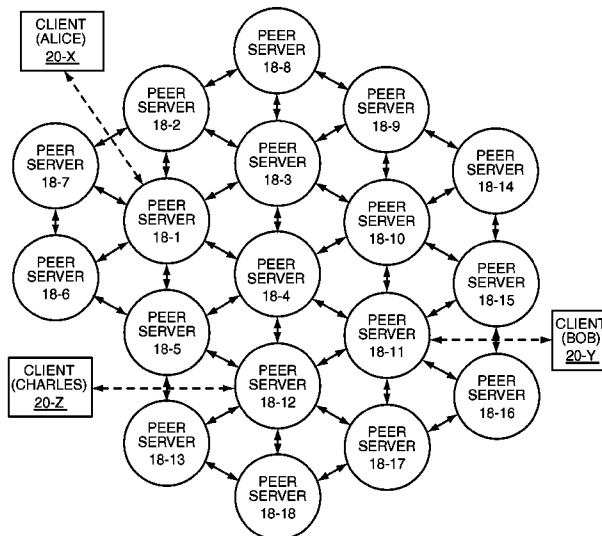 CLIENT
(ALICE)
20-X
PEER
SERVER
18-8
PEER
SERVER
18-2
PEER
SERVER
18-9
PEER
SERVER
18-7
PEER
SERVER
18-3
PEER
SERVER
18-14
PEER
SERVER
18-1
PEER
SERVER
18-10
PEER
SERVER
18-6
PEER
SERVER
18-4
PEER
SERVER
18-15
PEER
SERVER
18-5
PEER
SERVER
18-11
CLIENT
(BOB)
20-Y
CLIENT
(CHARLES)
20-Z
PEER
SERVER
18-12
PEER
SERVER
18-16
PEER
SERVER
18-13
PEER
SERVER
18-17
PEER
SERVER
18-18